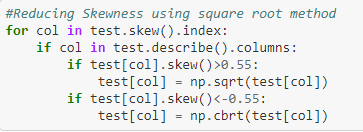 #Reducing Skewness using square root method
for col in test.skew().index:
    if col in test.describe().columns:
        if test[col].skew()>0.55:
            test[col] = np.sqrt(test[col])
        if test[col].skew()<-0.55:
            test[col] = np.cbrt(test[col])